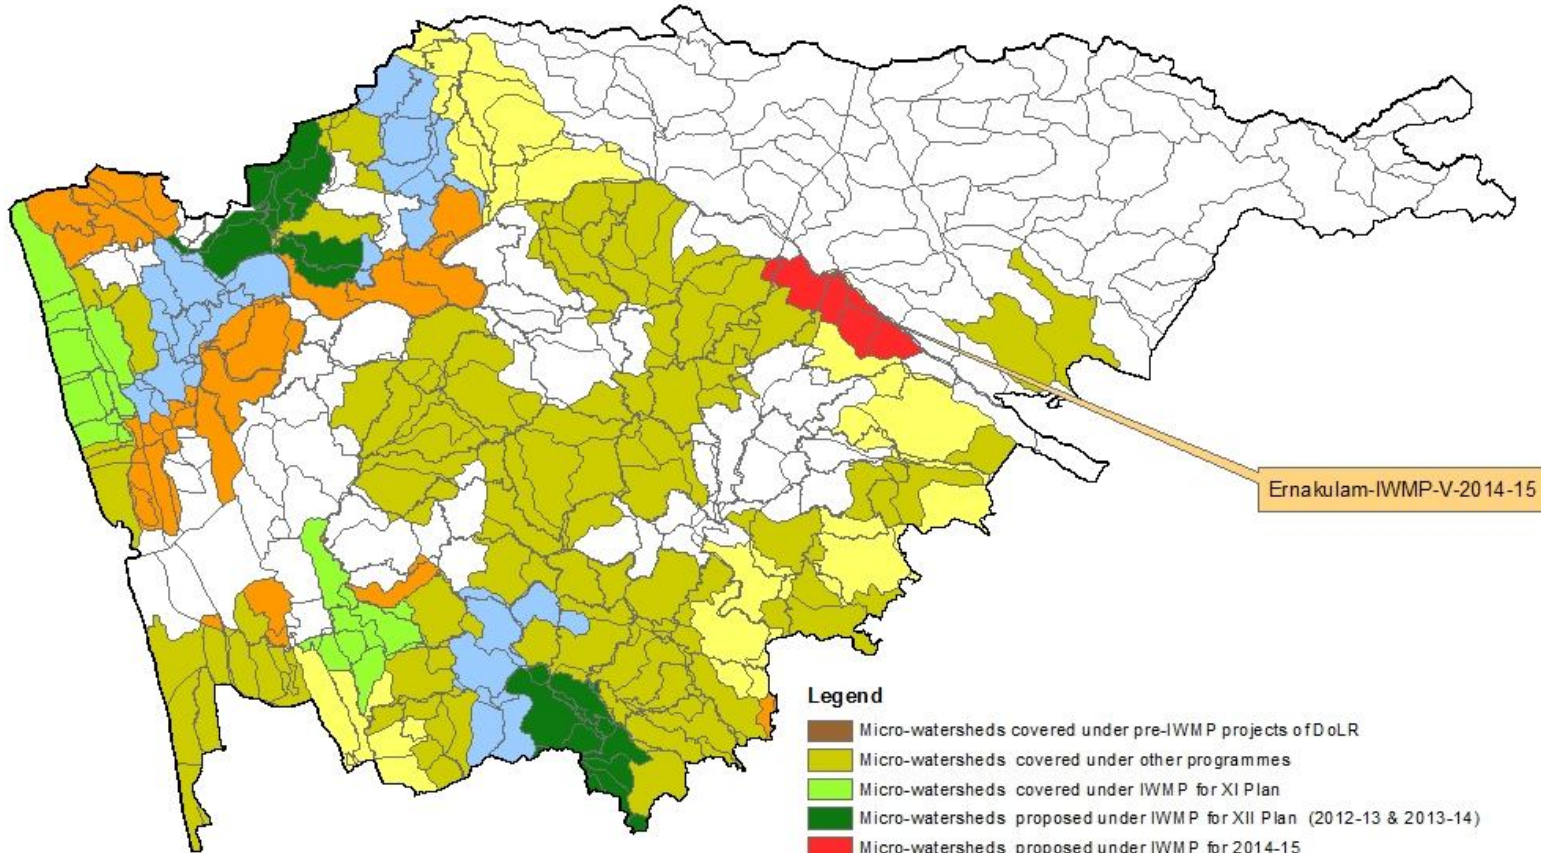 Ernakulam-IWMP-V-2014-15
Legend
Micro-watersheds covered under pre-IWMP projects of DoLR
Micro-watersheds covered under other programmes
Micro-watersheds covered under IWMP for XI Plan
Micro-watersheds proposed under IWMP for XII Plan (2012-13 & 2013-14)
Micro-watersheds proposed under IWMP for 2014-15